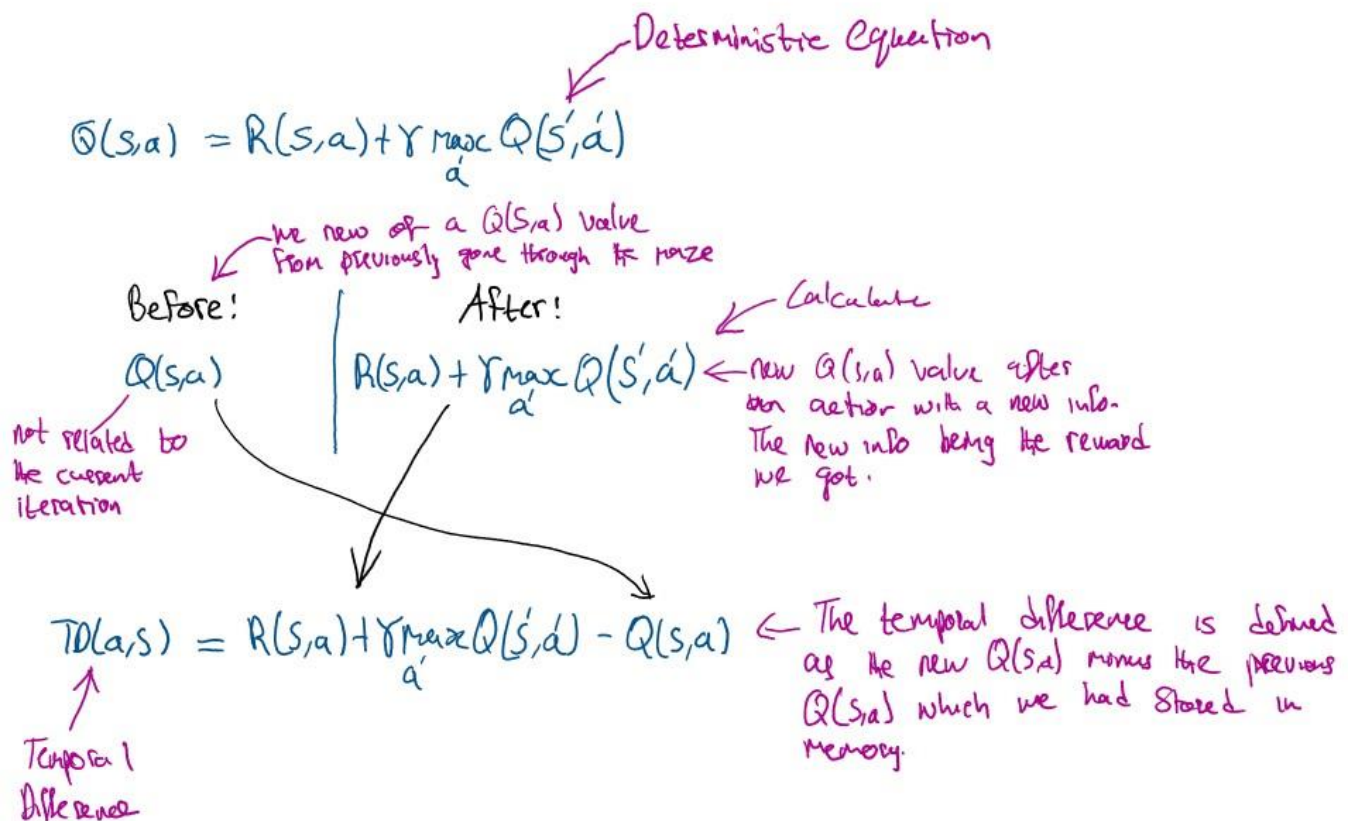 Deterministic equation
Q(s,a) = R(s,a) + γ max Q(s',a')
a'
we new of a Q(s,a) value
from previously gone through the maze
Before!
After!
Calculate
Q(s,a)
R(s,a) + γ max Q(s',a')
a'
new Q(s,a) value after
an action with a new info.
The new info being the reward
we got.
not related to
the current
iteration
TD(a,s) = R(s,a) + γ max Q(s',a') - Q(s,a)
a'
The temporal difference is defined
as the new Q(s,a) minus the previous
Q(s,a) which we had stored in
memory.
Temporal
Difference